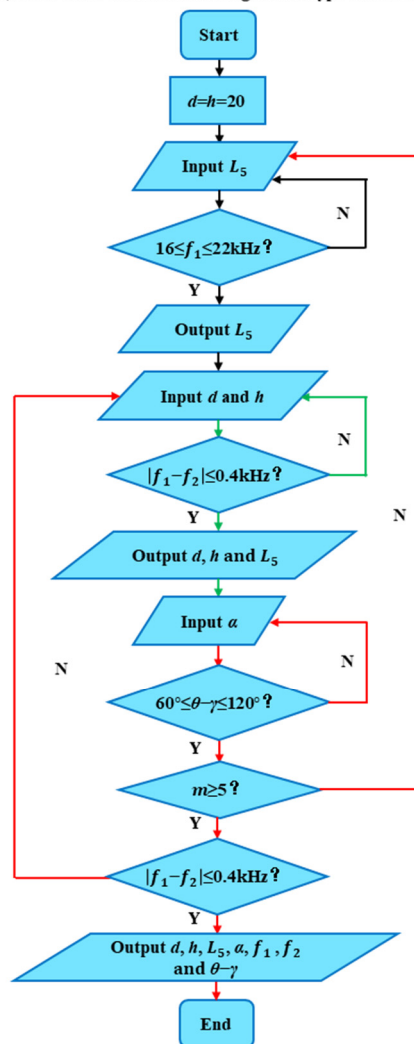 Start
d=h=20
Input L₅
N
16≤f₁≤22kHz?
Y
Output L₅
Input d and h
N
|f₁−f₂|≤0.4kHz?
Y
N
Output d, h and L₅
Input α
N
N
60°≤θ−γ≤120°?
Y
m≥5?
Y
|f₁−f₂|≤0.4kHz?
Y
Output d, h, L₅, α, f₁, f₂
and θ−γ
End